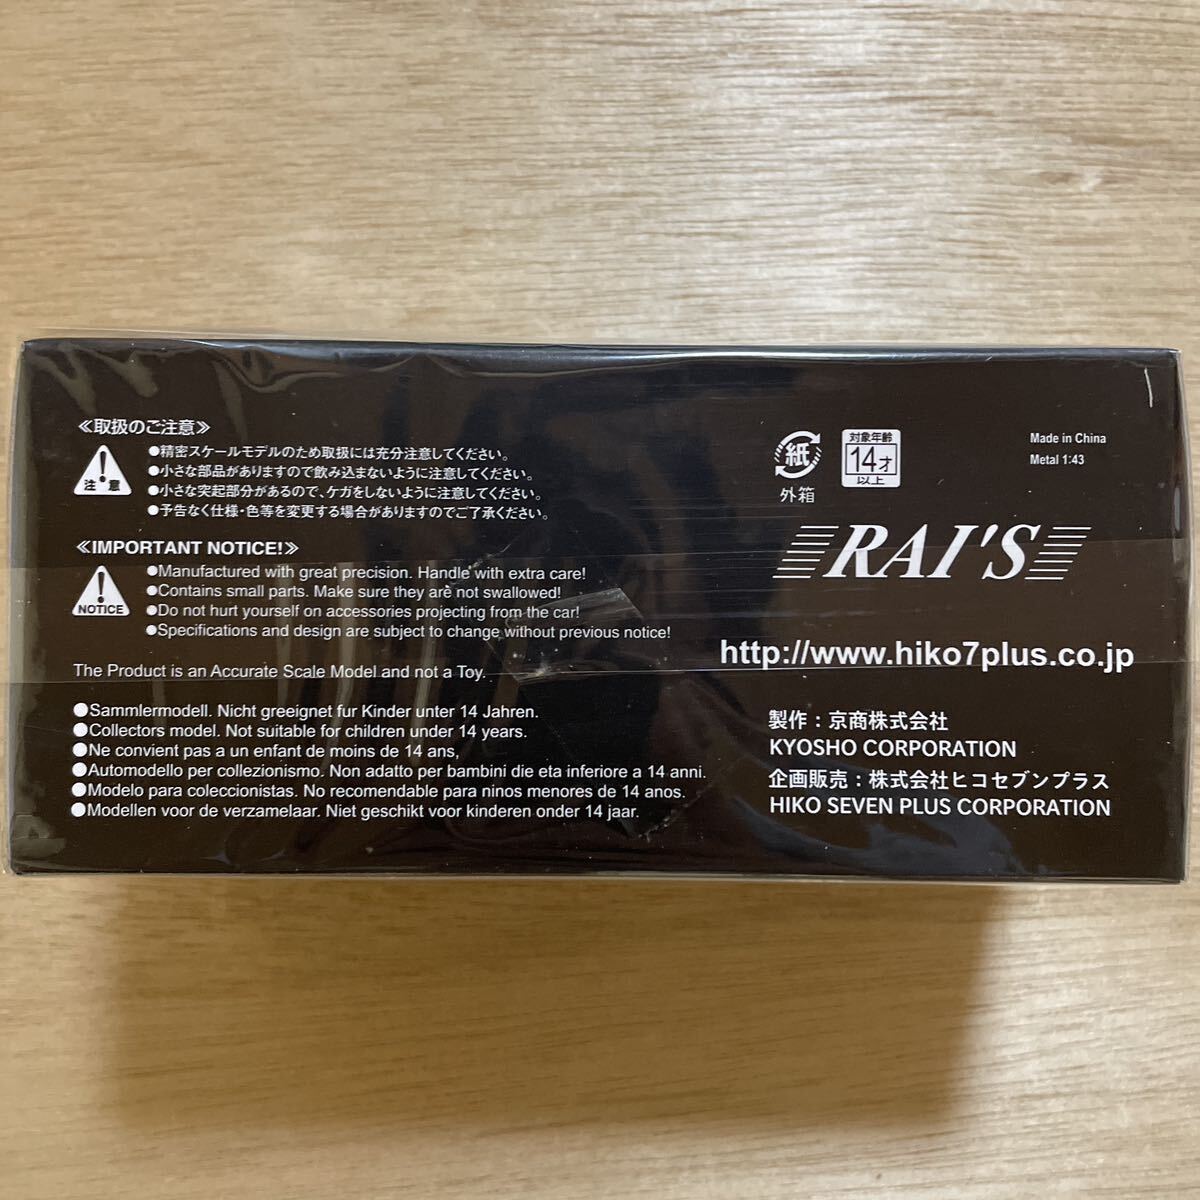 ≪取扱のご注意≫
注意
●精密スケールモデルのため取扱には充分注意してください。
●小さな部品がありますので飲み込まないように注意してください。
●小さな突起部分があるので、ケガをしないように注意してください。
●予告なく仕様・色等を変更する場合がありますのでご了承ください。
≪IMPORTANT NOTICE!≫
NOTICE
●Manufactured with great precision. Handle with extra care!
●Contains small parts. Make sure they are not swallowed!
●Do not hurt yourself on accessories projecting from the car!
●Specifications and design are subject to change without previous notice!
The Product is an Accurate Scale Model and not a Toy.
●Sammlermodell. Nicht greeignet fur Kinder unter 14 Jahren.
●Collectors model. Not suitable for children under 14 years.
●Ne convient pas a un enfant de moins de 14 ans,
●Automodello per collezionismo. Non adatto per bambini die eta inferiore a 14 anni.
●Modelo para coleccionistas. No recomendable para ninos menores de 14 anos.
●Modellen voor de verzamelaar. Niet geschikt voor kinderen onder 14 jaar.
紙
外箱
対象年齢
14才
以上
Made in China
Metal 1:43
RAI'S
http://www.hiko7plus.co.jp
製作：京商株式会社
KYOSHO CORPORATION
企画販売：株式会社ヒコセブンプラス
HIKO SEVEN PLUS CORPORATION